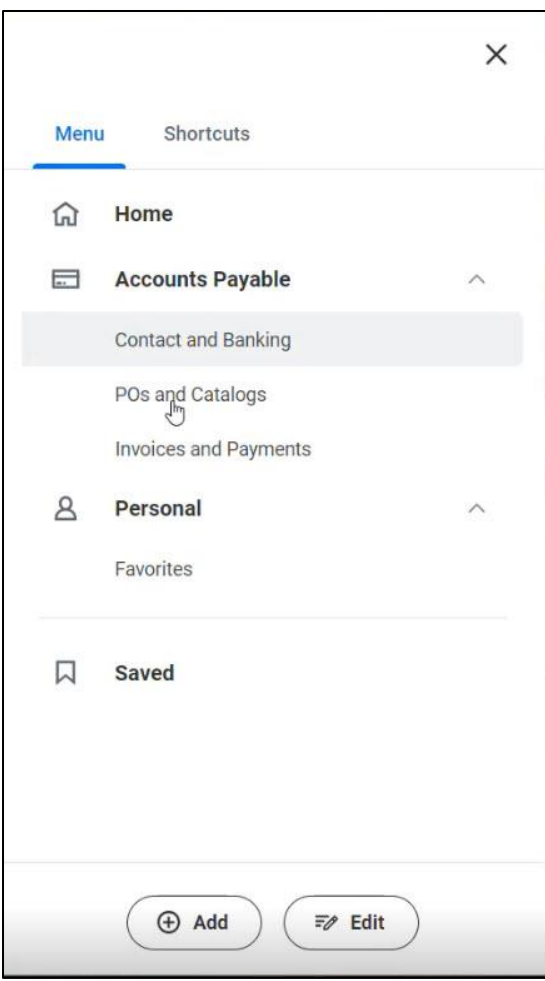 Menu Shortcuts
Home
Accounts Payable
Contact and Banking
POs and Catalogs
Invoices and Payments
Personal
Favorites
Saved
Add Edit